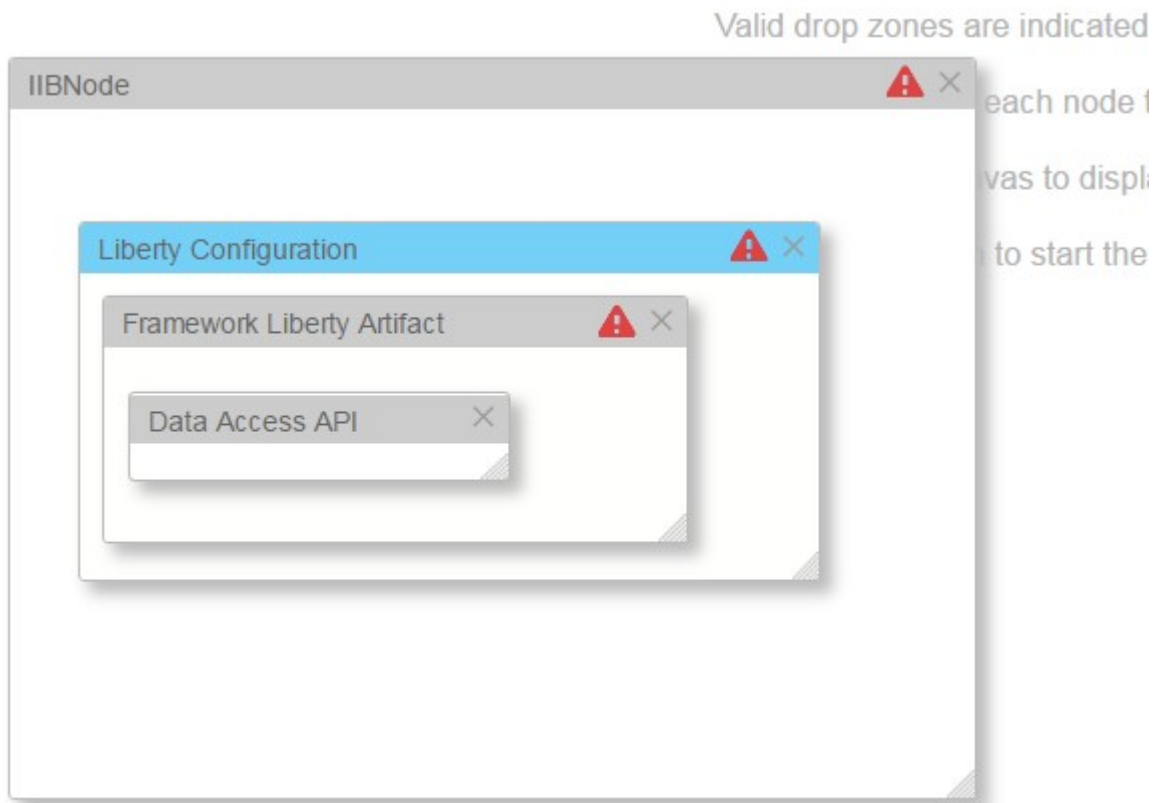 Valid drop zones are indicated
IIBNode
each node
vas to displ
Liberty Configuration
to start the
Framework Liberty Artifact
Data Access API